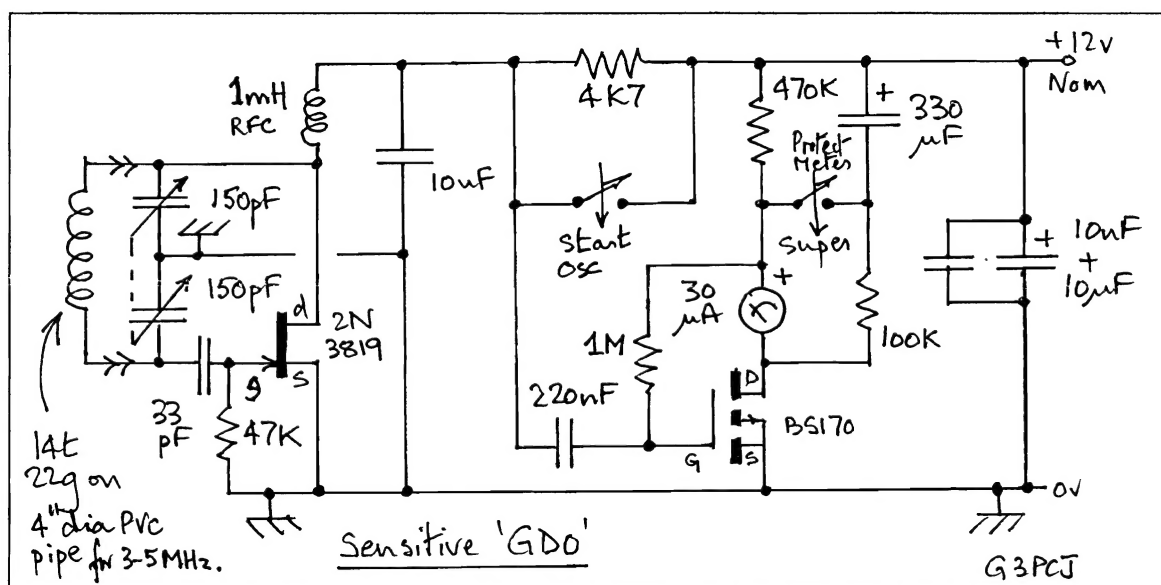 +12v
Nom
1mH
RFC
4K7
470K
+
330
µF
Protect
Meter
Super
10uF
150pF
Start
Osc
150pF
+
10nF
+
10µF
d
2N
3819
g
S
30
µA
+
100K
1M
33
pF
47K
220nF
D
G
S
BS170
14t
22g on
4" dia PVC
pipe for 3-5MHz.
0V
Sensitive 'GDO'
G3PCJ